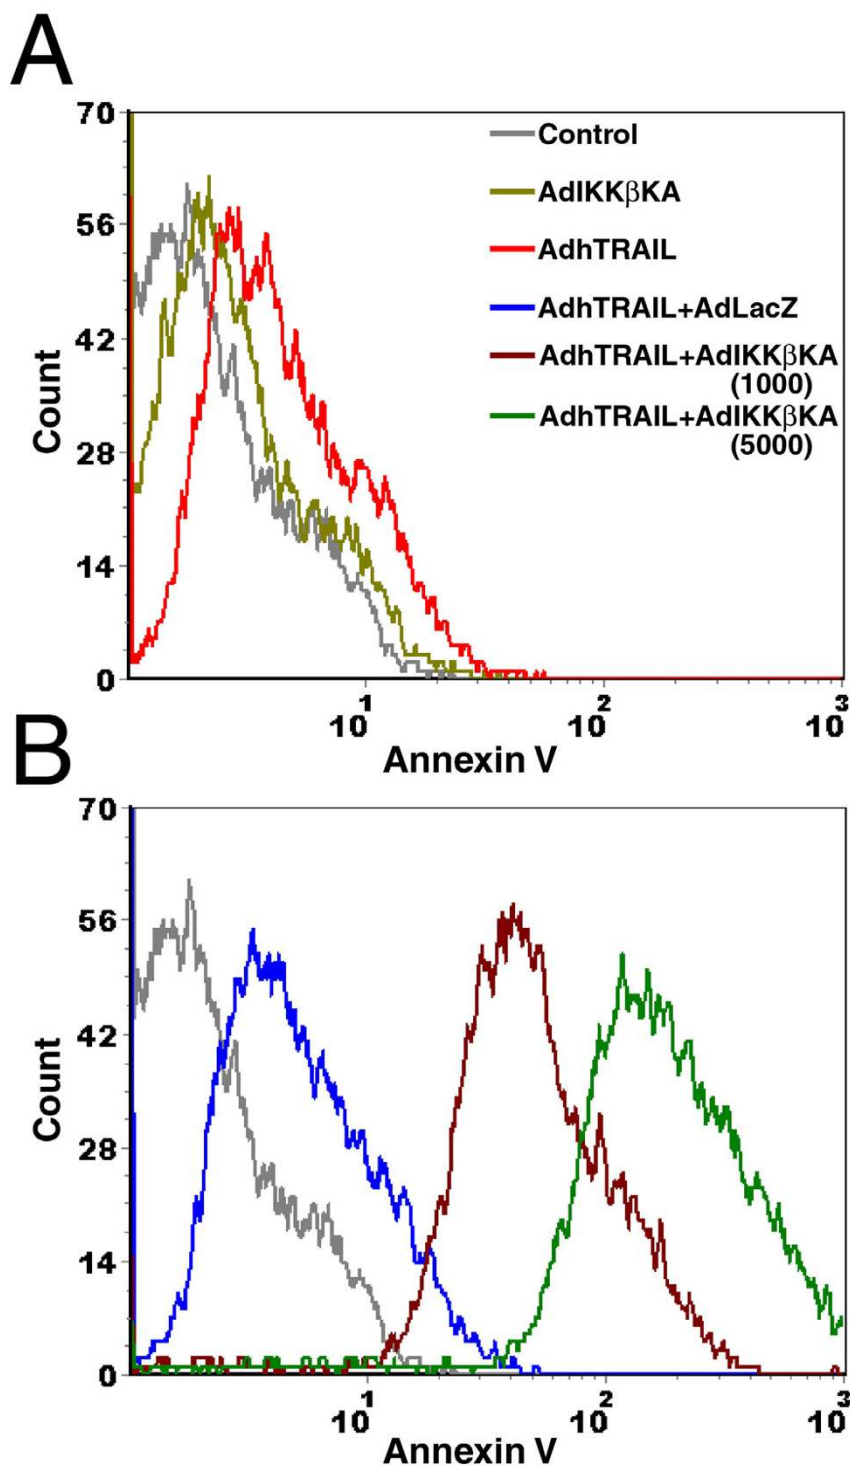 A
70
56
42
28
14
0
Count
Control
AdIKKβKA
AdhTRAIL
AdhTRAIL+AdLacZ
AdhTRAIL+AdIKKβKA
(1000)
AdhTRAIL+AdIKKβKA
(5000)
10^1 10^2 10^3
Annexin V
B
70
56
42
28
14
0
Count
10^1 10^2 10^3
Annexin V